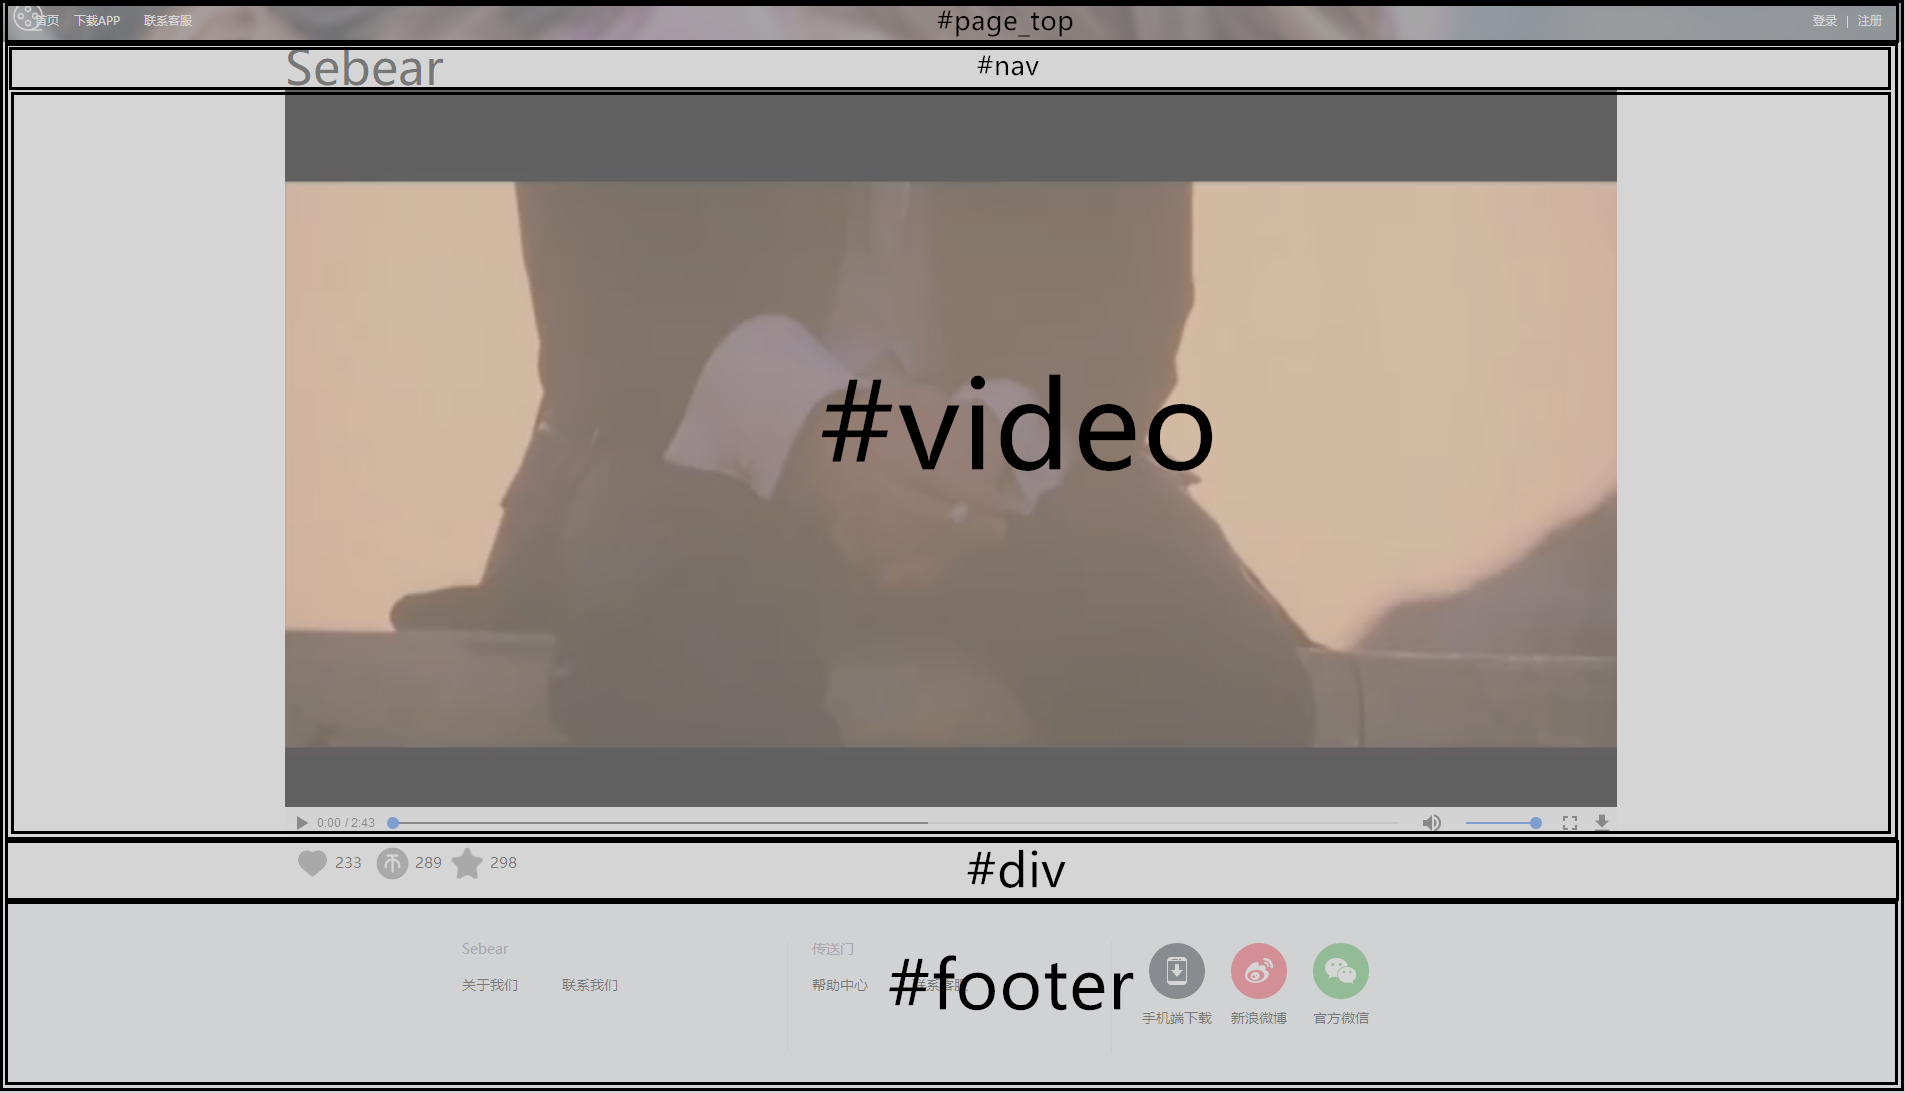 首页 下载APP 联系客服 #page_top 登录 | 注册
Sebear #nav
#video
0:00 / 2:43
233 289 298 #div
Sebear 传送门
关于我们 联系我们 帮助中心 联系客服
#footer
手机端下载 新浪微博 官方微信